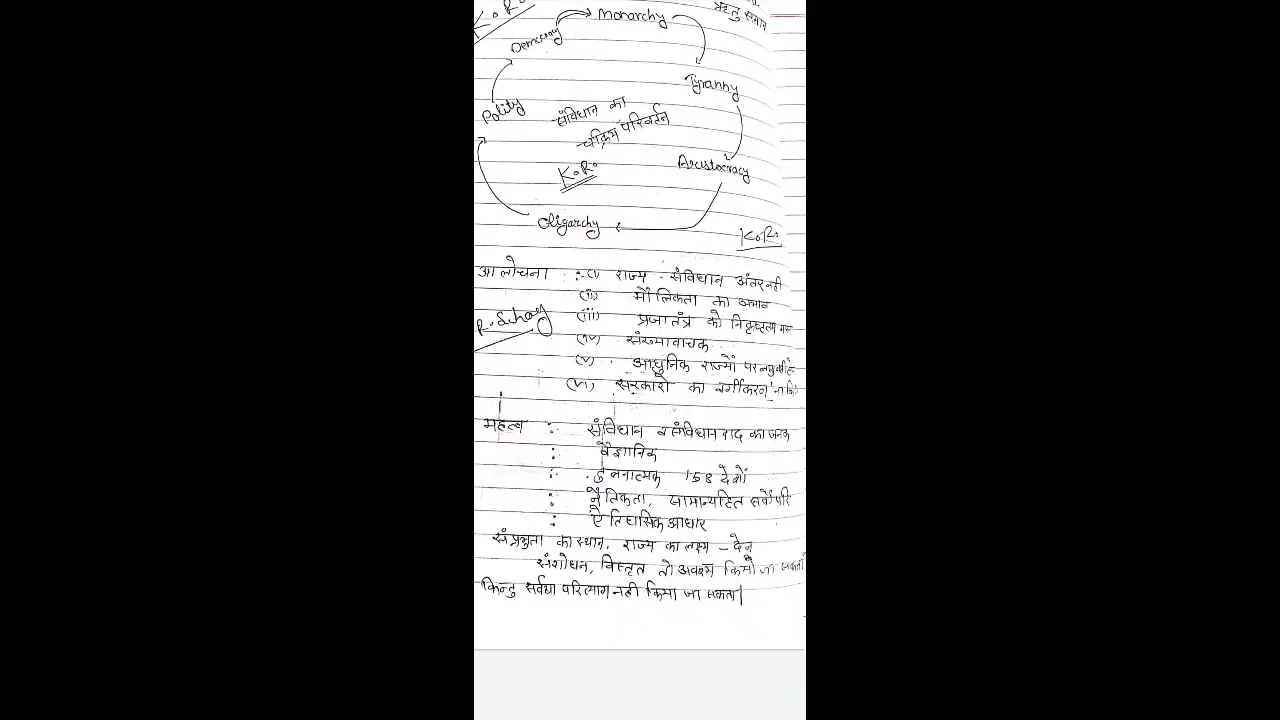 K.R.
ऋतु समान
Monarchy
Democracy
Tyranny
Polity
संविधान का
चक्रिय परिवर्तन
Aristocracy
K.R.
Oligarchy
K.R.
आलोचना :- (i) राज्य - संविधान अंतर नही
(ii) मौलिकता का अभाव
(iii) प्रजातंत्र को निकृष्टतम
(iv) संख्यावाचक
(v) आधुनिक राज्यों पर लागू नही
(vi) सरकारो का वर्गीकरण
महत्व : संविधान व संविधानवाद का जनक
: वैज्ञानिक
: तुलनात्मक 158 देशों
: नैतिकता, सामान्यहित सर्वोपरि
: ऐतिहासिक आधार
संप्रभुता का स्थान, राज्य का लक्ष्य - देन
संशोधन, विस्तृत तो अवश्य किया जा सकता
किन्तु सर्वथा परित्याग नही किया जा सकता|